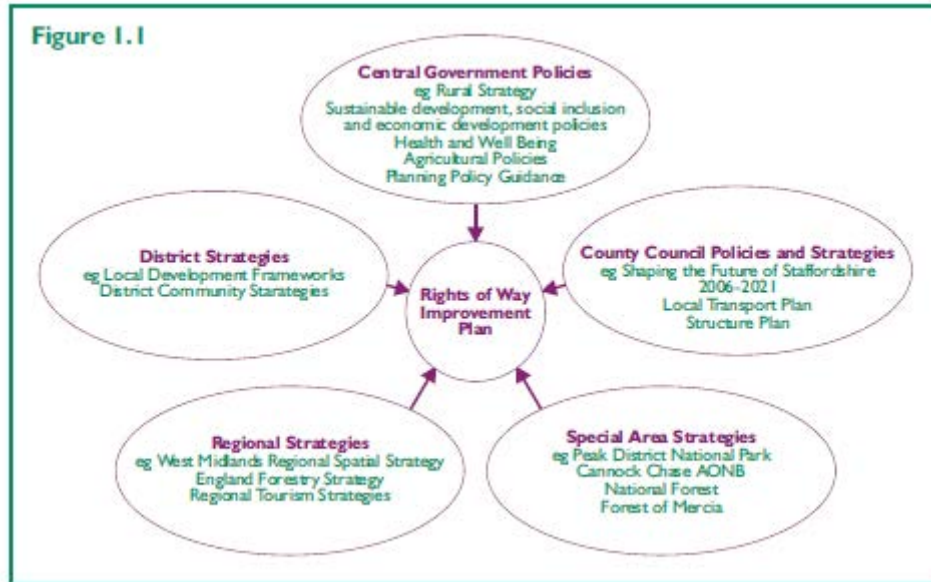 Figure 1.1
Central Government Policies
eg Rural Strategy
Sustainable development, social inclusion
and economic development policies
Health and Well Being
Agricultural Policies
Planning Policy Guidance
District Strategies
eg Local Development Frameworks
District Community Starategies
County Council Policies and Strategies
eg Shaping the Future of Staffordshire
2006-2021
Local Transport Plan
Structure Plan
Rights of Way
Improvement
Plan
Regional Strategies
eg West Midlands Regional Spatial Strategy
England Forestry Strategy
Regional Tourism Strategies
Special Area Strategies
eg Peak District National Park
Cannock Chase AONB
National Forest
Forest of Mercia